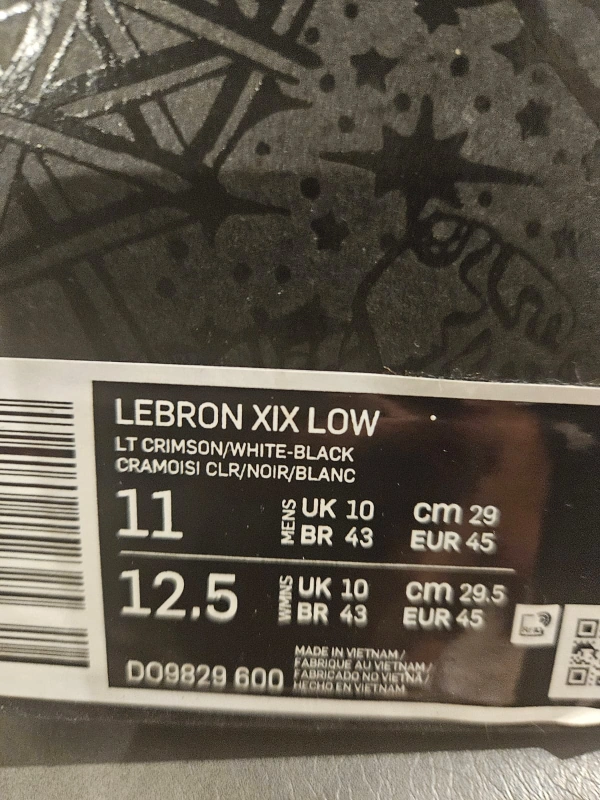 LEBRON XIX LOW
LT CRIMSON/WHITE-BLACK
CRAMOISI CLR/NOIR/BLANC
11 MENS UK 10 cm 29
BR 43 EUR 45
12.5 WMNS UK 10 cm 29.5
BR 43 EUR 45
DO9829 600
MADE IN VIETNAM /
FABRIQUÉ AU VIETNAM /
FABRICADO NO VIETNA /
HECHO EN VIETNAM